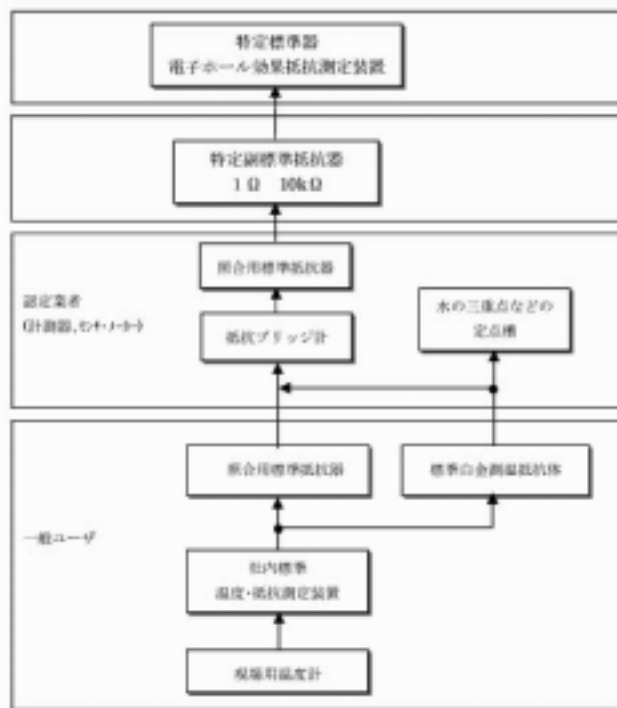 特定標準器
電子ホール効果抵抗測定装置
特定副標準抵抗器
1Ω 10kΩ
照合用標準抵抗器
認定業者
抵抗ブリッジ計
水の三重点などの
定点槽
照合用標準抵抗器
標準白金測温抵抗体
一般ユーザ
社内標準
温度・抵抗測定装置
現場用温度計